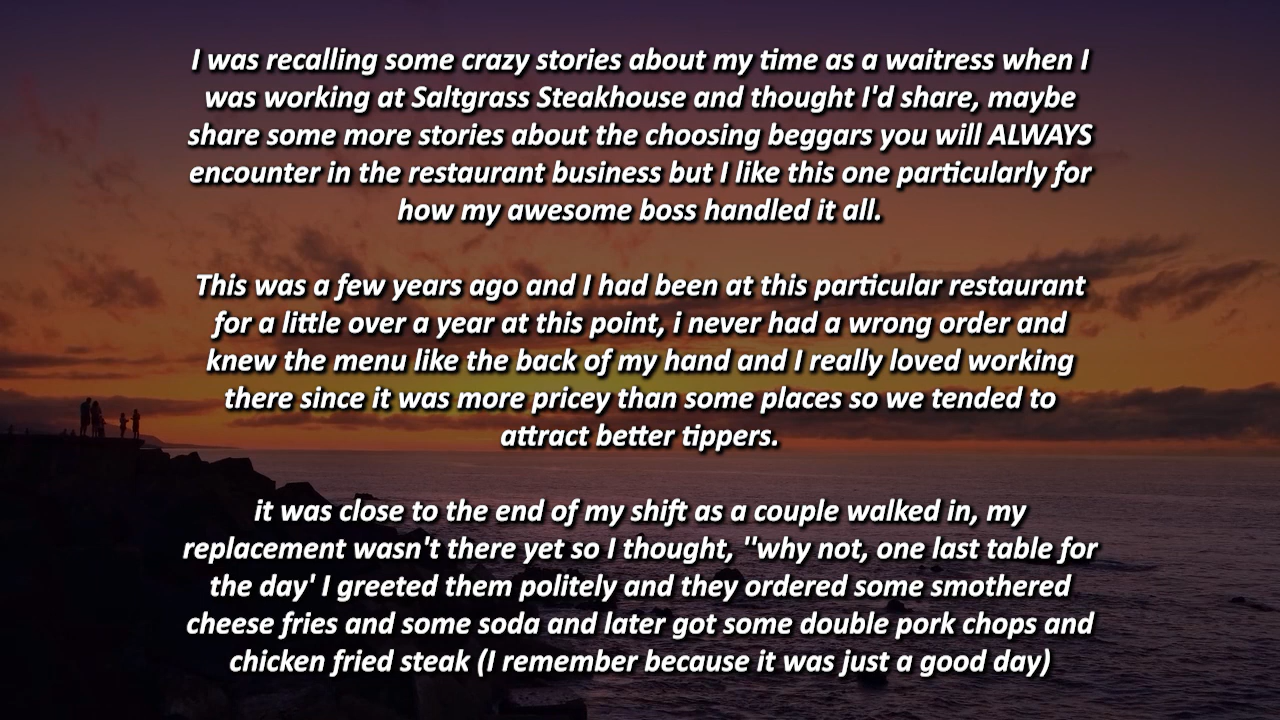 I was recalling some crazy stories about my time as a waitress when I
was working at Saltgrass Steakhouse and thought I'd share, maybe
share some more stories about the choosing beggars you will ALWAYS
encounter in the restaurant business but I like this one particularly for
how my awesome boss handled it all.
This was a few years ago and I had been at this particular restaurant
for a little over a year at this point, i never had a wrong order and
knew the menu like the back of my hand and I really loved working
there since it was more pricey than some places so we tended to
attract better tippers.
it was close to the end of my shift as a couple walked in, my
replacement wasn't there yet so I thought, "why not, one last table for
the day' I greeted them politely and they ordered some smothered
cheese fries and some soda and later got some double pork chops and
chicken fried steak (I remember because it was just a good day)